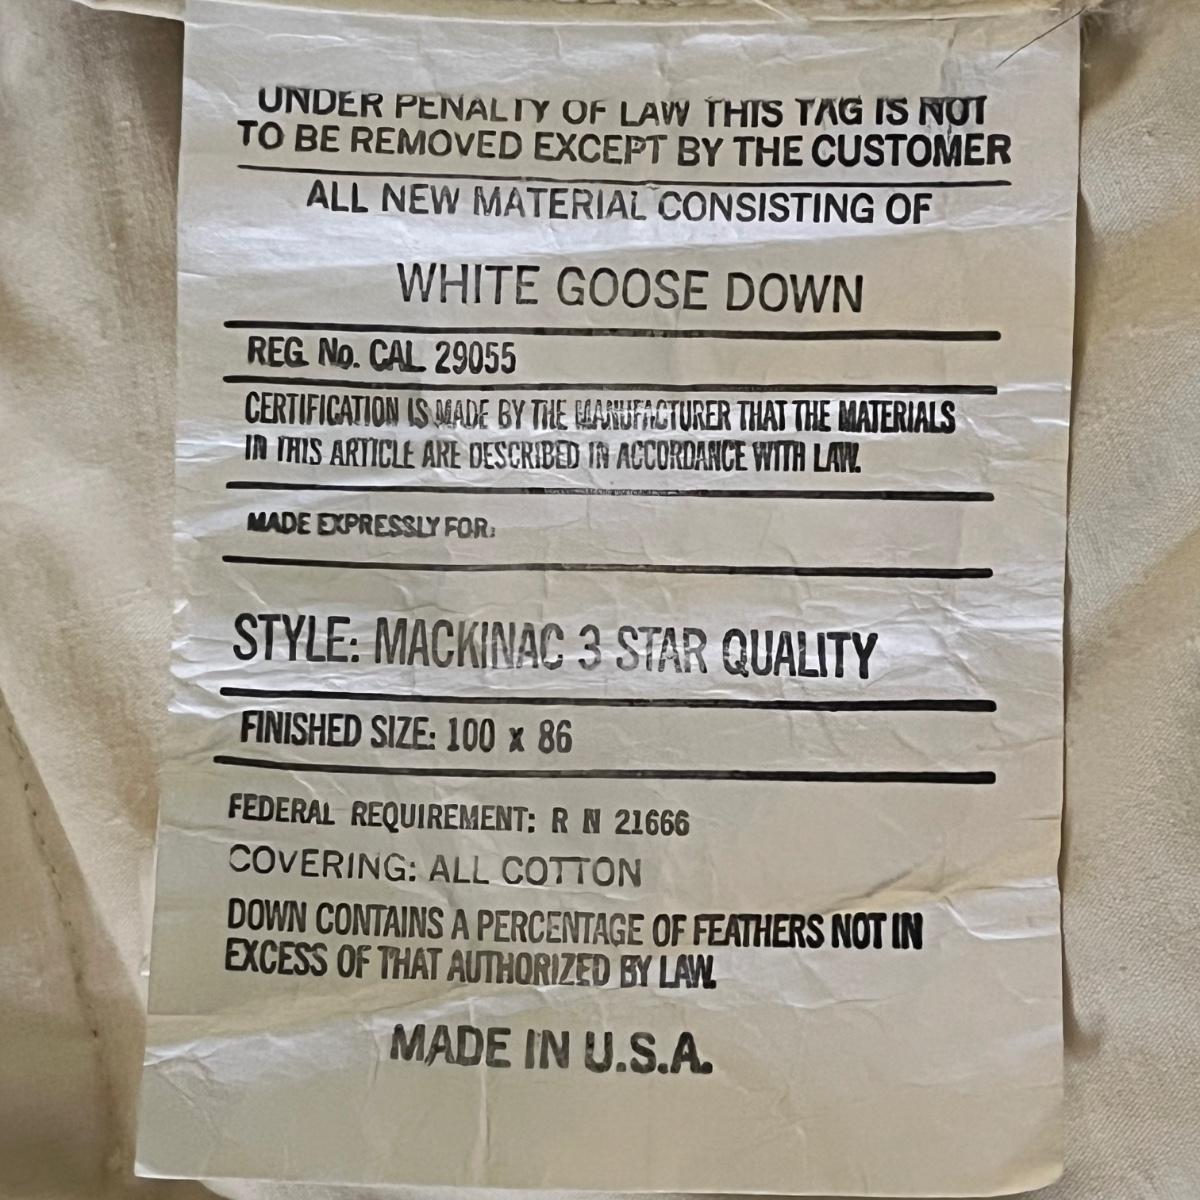 UNDER PENALTY OF LAW THIS TAG IS NOT
TO BE REMOVED EXCEPT BY THE CUSTOMER
ALL NEW MATERIAL CONSISTING OF
WHITE GOOSE DOWN
REG. No. CAL 29055
CERTIFICATION IS MADE BY THE MANUFACTURER THAT THE MATERIALS
IN THIS ARTICLE ARE DESCRIBED IN ACCORDANCE WITH LAW.
MADE EXPRESSLY FOR:
STYLE: MACKINAC 3 STAR QUALITY
FINISHED SIZE: 100 x 86
FEDERAL REQUIREMENT: R N 21666
COVERING: ALL COTTON
DOWN CONTAINS A PERCENTAGE OF FEATHERS NOT IN
EXCESS OF THAT AUTHORIZED BY LAW.
MADE IN U.S.A.